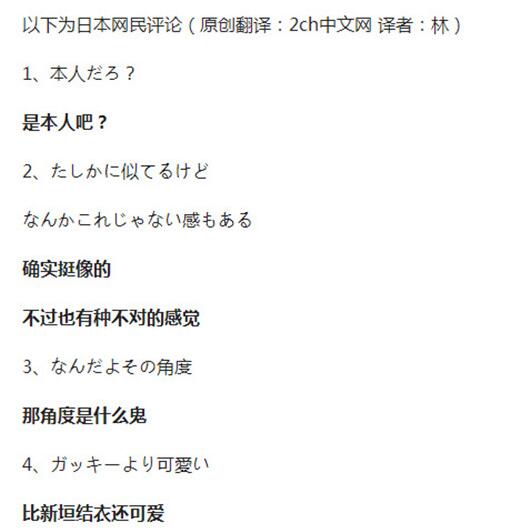 以下为日本网民评论（原创翻译：2ch中文网 译者：林）
1、本人だろ？
是本人吧？
2、たしかに似てるけど
なんかこれじゃない感もある
确实挺像的
不过也有种不对的感觉
3、なんだよその角度
那角度是什么鬼
4、ガッキーより可愛い
比新垣结衣还可爱